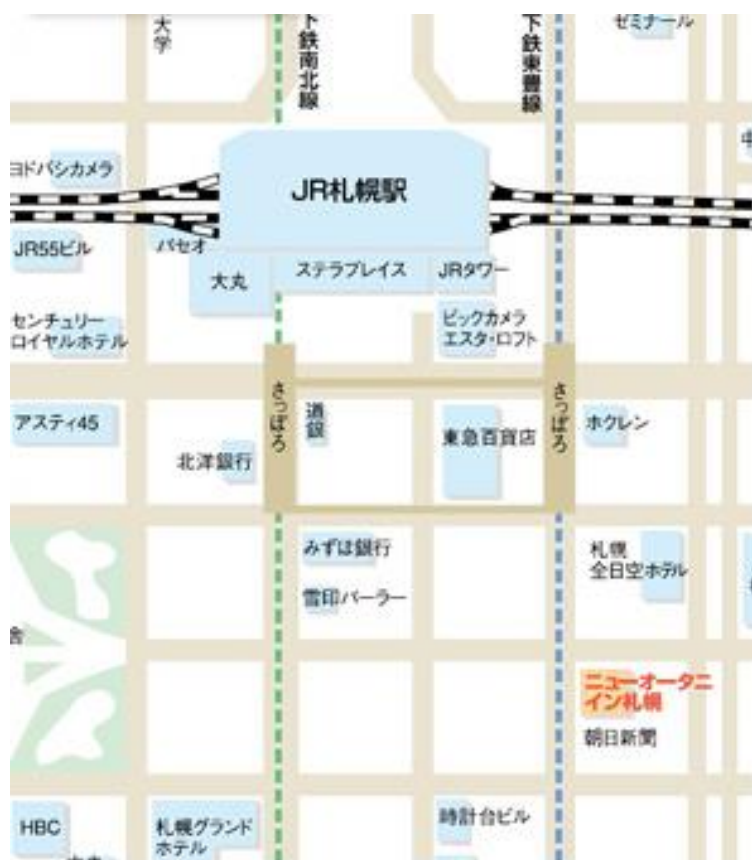 大学
下鉄南北線
下鉄東豊線
ゼミナール
ヨドバシカメラ
JR札幌駅
JR55ビル
パセオ
大丸
ステラプレイス
JRタワー
センチュリー
ロイヤルホテル
ビックカメラ
エスタ・ロフト
さっぽろ
さっぽろ
アスティ45
道銀
北洋銀行
東急百貨店
ホクレン
みずほ銀行
雪印パーラー
札幌
全日空ホテル
ニューオータニ
イン札幌
朝日新聞
HBC
札幌グランド
ホテル
時計台ビル